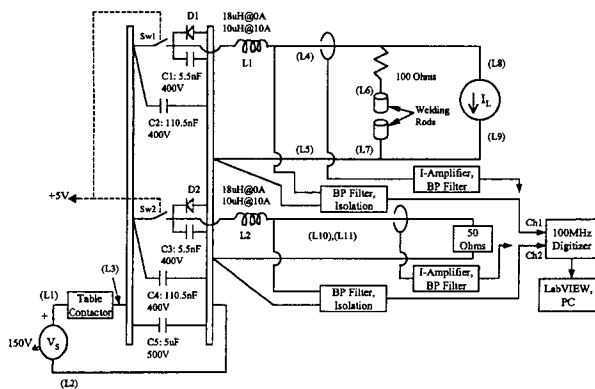 D1
18uH@0A
10uH@10A
Sw1
L1
(L4)
(L8)
C1: 5.5nF
400V
100 Ohms
C2: 110.5nF
400V
(L6)
Welding
Rods
I_L
(L5)
(L7)
(L9)
I-Amplifier,
BP Filter
D2
18uH@0A
10uH@10A
BP Filter,
Isolation
+5V
Sw2
L2
Ch1
C3: 5.5nF
400V
(L10),(L11)
50
Ohms
Ch2
100MHz
Digitizer
(L3)
C4: 110.5nF
400V
I-Amplifier,
BP Filter
(L1)
Table
Contactor
BP Filter,
Isolation
LabVIEW,
PC
+
150V
V_S
C5: 5uF
500V
(L2)